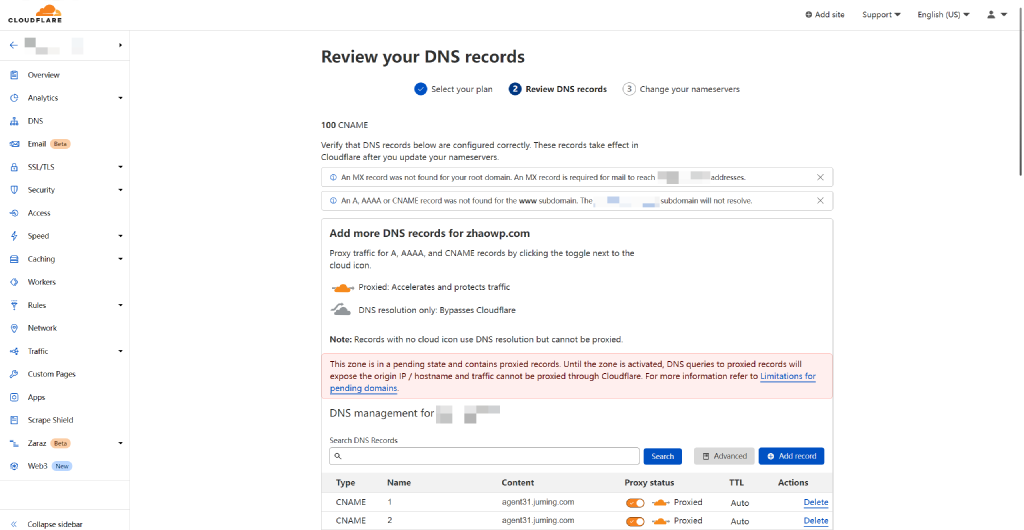 CLOUDFLARE
Add site Support English (US)
Overview
Analytics
DNS
Email Beta
SSL/TLS
Security
Access
Speed
Caching
Workers
Rules
Network
Traffic
Custom Pages
Apps
Scrape Shield
Zaraz Beta
Web3 New
Collapse sidebar
Review your DNS records
Select your plan 2 Review DNS records 3 Change your nameservers
100 CNAME
Verify that DNS records below are configured correctly. These records take effect in
Cloudflare after you update your nameservers.
An MX record was not found for your root domain. An MX record is required for mail to reach addresses.
An A, AAAA or CNAME record was not found for the www subdomain. The subdomain will not resolve.
Add more DNS records for zhaowp.com
Proxy traffic for A, AAAA, and CNAME records by clicking the toggle next to the
cloud icon.
Proxied: Accelerates and protects traffic
DNS resolution only: Bypasses Cloudflare
Note: Records with no cloud icon use DNS resolution but cannot be proxied.
This zone is in a pending state and contains proxied records. Until the zone is activated, DNS queries to proxied records will
expose the origin IP / hostname and traffic cannot be proxied through Cloudflare. For more information refer to Limitations for
pending domains.
DNS management for
Search DNS Records
Search Advanced Add record
Type Name Content Proxy status TTL Actions
CNAME 1 agent31.juming.com Proxied Auto Delete
CNAME 2 agent31.juming.com Proxied Auto Delete